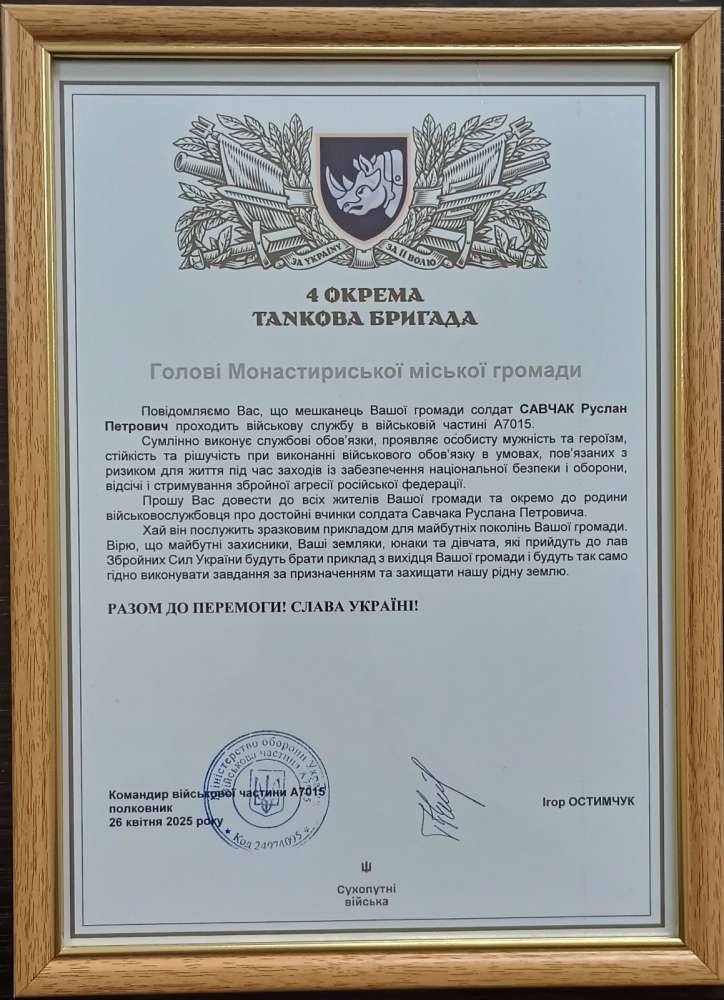 ЗА УКРАЇНУ
ЗА ЇЇ ВОЛЮ
4 ОКРЕМА
ТАНКОВА БРИГАДА
Голові Монастириської міської громади
Повідомляємо Вас, що мешканець Вашої громади солдат САВЧАК Руслан
Петрович проходить військову службу в військовій частині А7015.
Сумлінно виконує службові обов'язки, проявляє особисту мужність та героїзм,
стійкість та рішучість при виконанні військового обов'язку в умовах, пов'язаних з
ризиком для життя під час заходів із забезпечення національної безпеки і оборони,
відсічі і стримування збройної агресії російської федерації.
Прошу Вас довести до всіх жителів Вашої громади та окремо до родини
військовослужбовця про достойні вчинки солдата Савчака Руслана Петровича.
Хай він послужить зразковим прикладом для майбутніх поколінь Вашої громади.
Вірю, що майбутні захисники, Ваші земляки, юнаки та дівчата, які прийдуть до лав
Збройних Сил України будуть брати приклад з вихідця Вашої громади і будуть так само
гідно виконувати завдання за призначенням та захищати нашу рідну землю.
РАЗОМ ДО ПЕРЕМОГИ! СЛАВА УКРАЇНІ!
Міністерство оборони
військова частина
Командир військової частини А7015
полковник
26 квітня 2025 року
Ігор ОСТИМЧУК
Код
Сухопутні
війська